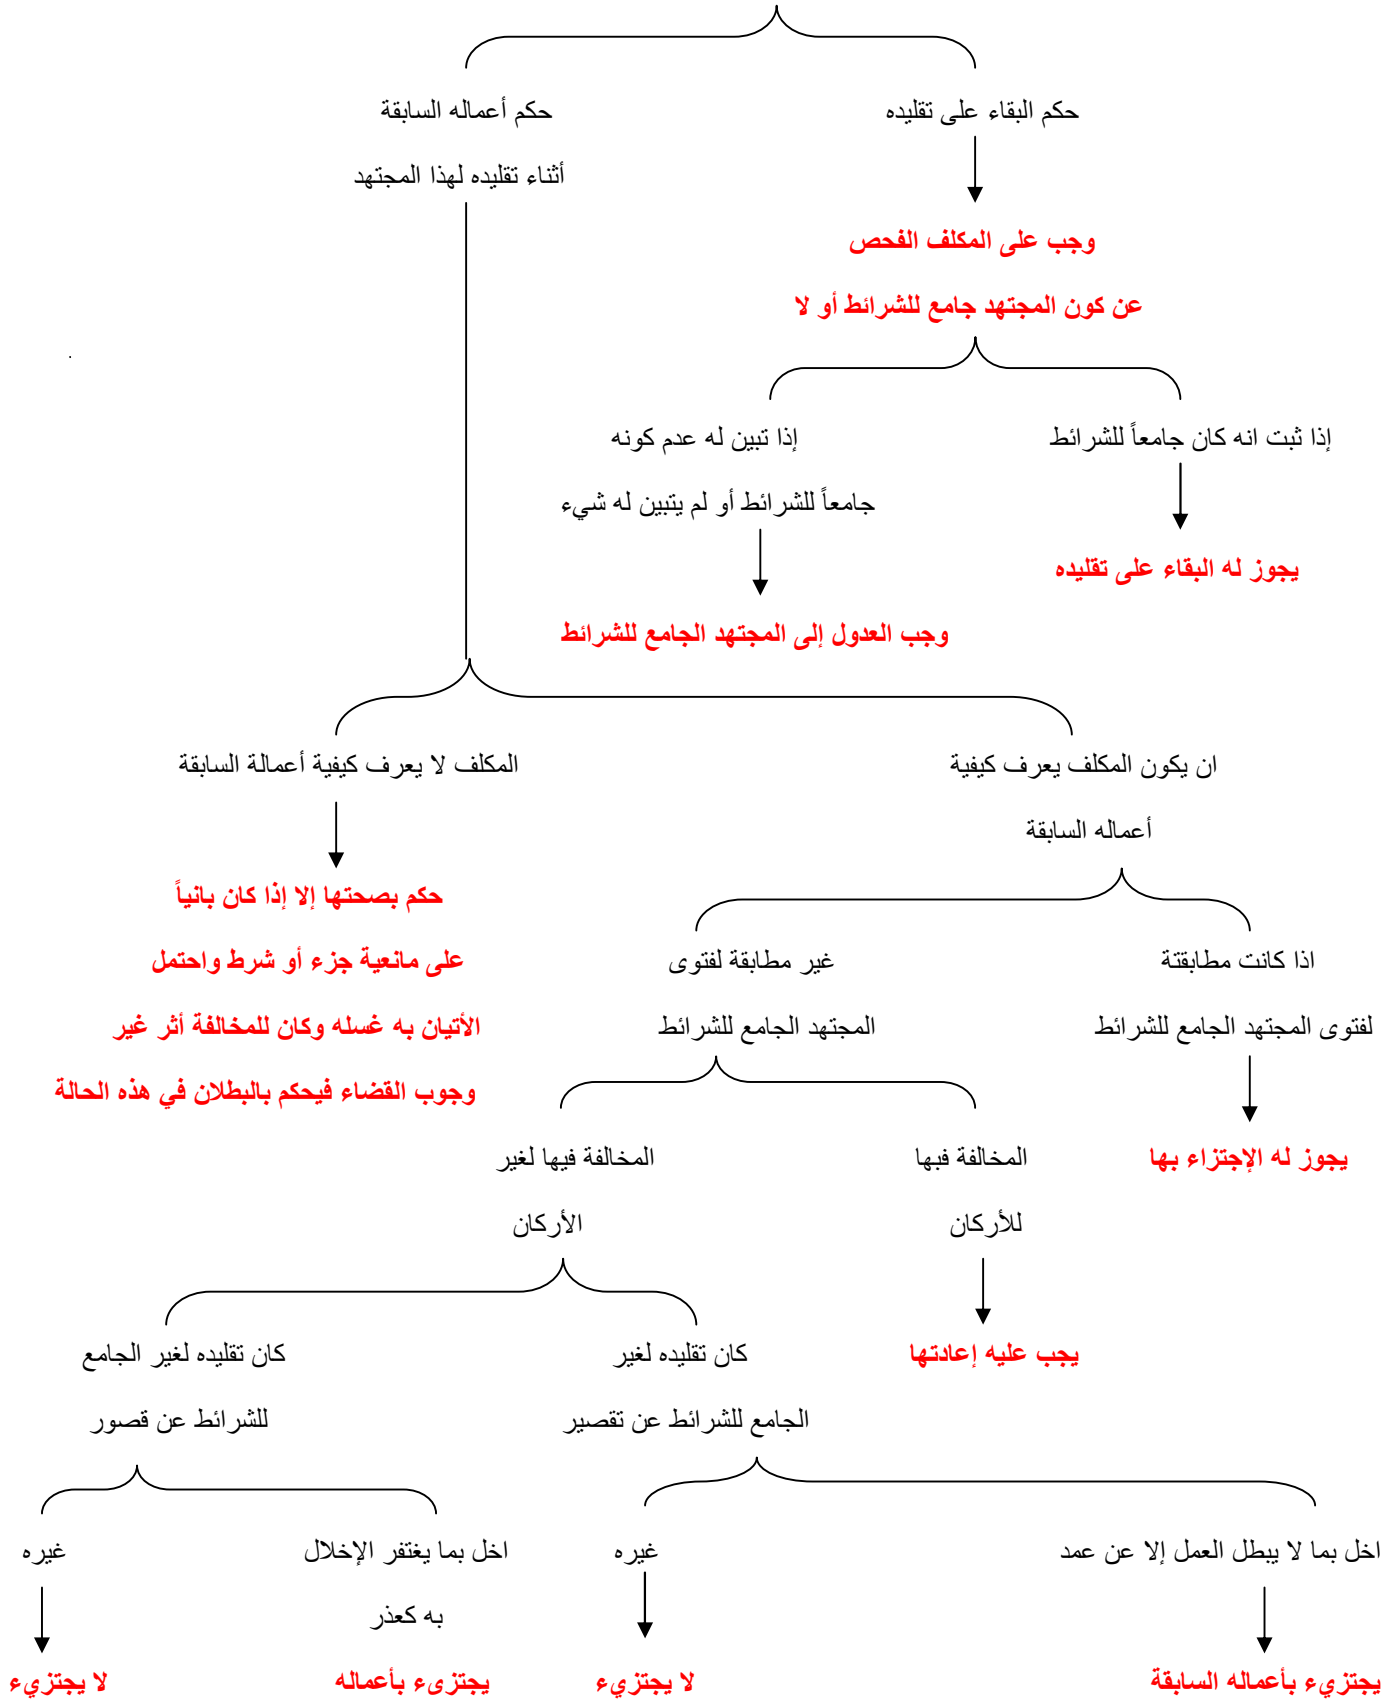 حكم البقاء على تقليده
حكم أعماله السابقة
أثناء تقليده لهذا المجتهد
وجب على المكلف الفحص
عن كون المجتهد جامع للشرائط أو لا
إذا ثبت انه كان جامعاً للشرائط
إذا تبين له عدم كونه
جامعاً للشرائط أو لم يتبين له شيء
يجوز له البقاء على تقليده
وجب العدول إلى المجتهد الجامع للشرائط
ان يكون المكلف يعرف كيفية
أعماله السابقة
المكلف لا يعرف كيفية أعمالة السابقة
حكم بصحتها إلا إذا كان بانياً
على مانعية جزء أو شرط واحتمل
الأتيان به غسله وكان للمخالفة أثر غير
وجوب القضاء فيحكم بالبطلان في هذه الحالة
اذا كانت مطابقتة
لفتوى المجتهد الجامع للشرائط
غير مطابقة لفتوى
المجتهد الجامع للشرائط
يجوز له الإجتزاء بها
المخالفة فبها
للأركان
المخالفة فيها لغير
الأركان
يجب عليه إعادتها
كان تقليده لغير
الجامع للشرائط عن تقصير
كان تقليده لغير الجامع
للشرائط عن قصور
اخل بما لا يبطل العمل إلا عن عمد
غيره
اخل بما يغتفر الإخلال
به كعذر
غيره
يجتزيء بأعماله السابقة
لا يجتزيء
يجتزىء بأعماله
لا يجتزيء